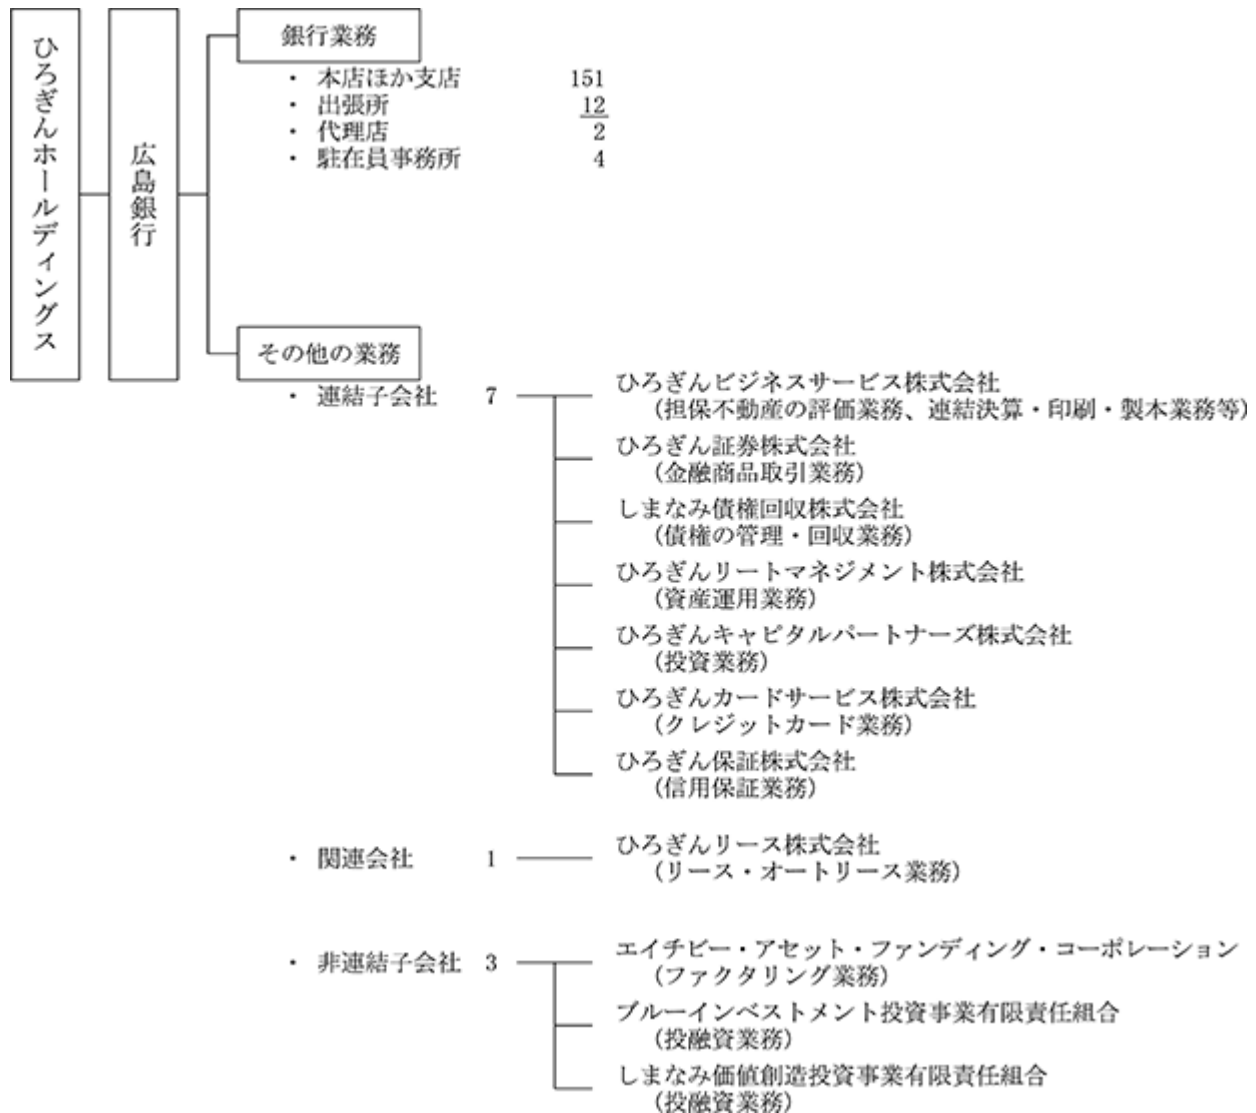 ひろぎんホールディングス
広島銀行
銀行業務
・ 本店ほか支店 151
・ 出張所 12
・ 代理店 2
・ 駐在員事務所 4
その他の業務
・ 連結子会社 7
ひろぎんビジネスサービス株式会社
（担保不動産の評価業務、連結決算・印刷・製本業務等）
ひろぎん証券株式会社
（金融商品取引業務）
しまなみ債権回収株式会社
（債権の管理・回収業務）
ひろぎんリートマネジメント株式会社
（資産運用業務）
ひろぎんキャピタルパートナーズ株式会社
（投資業務）
ひろぎんカードサービス株式会社
（クレジットカード業務）
ひろぎん保証株式会社
（信用保証業務）
・ 関連会社 1
ひろぎんリース株式会社
（リース・オートリース業務）
・ 非連結子会社 3
エイチビー・アセット・ファンディング・コーポレーション
（ファクタリング業務）
ブルーインベストメント投資事業有限責任組合
（投融資業務）
しまなみ価値創造投資事業有限責任組合
（投融資業務）